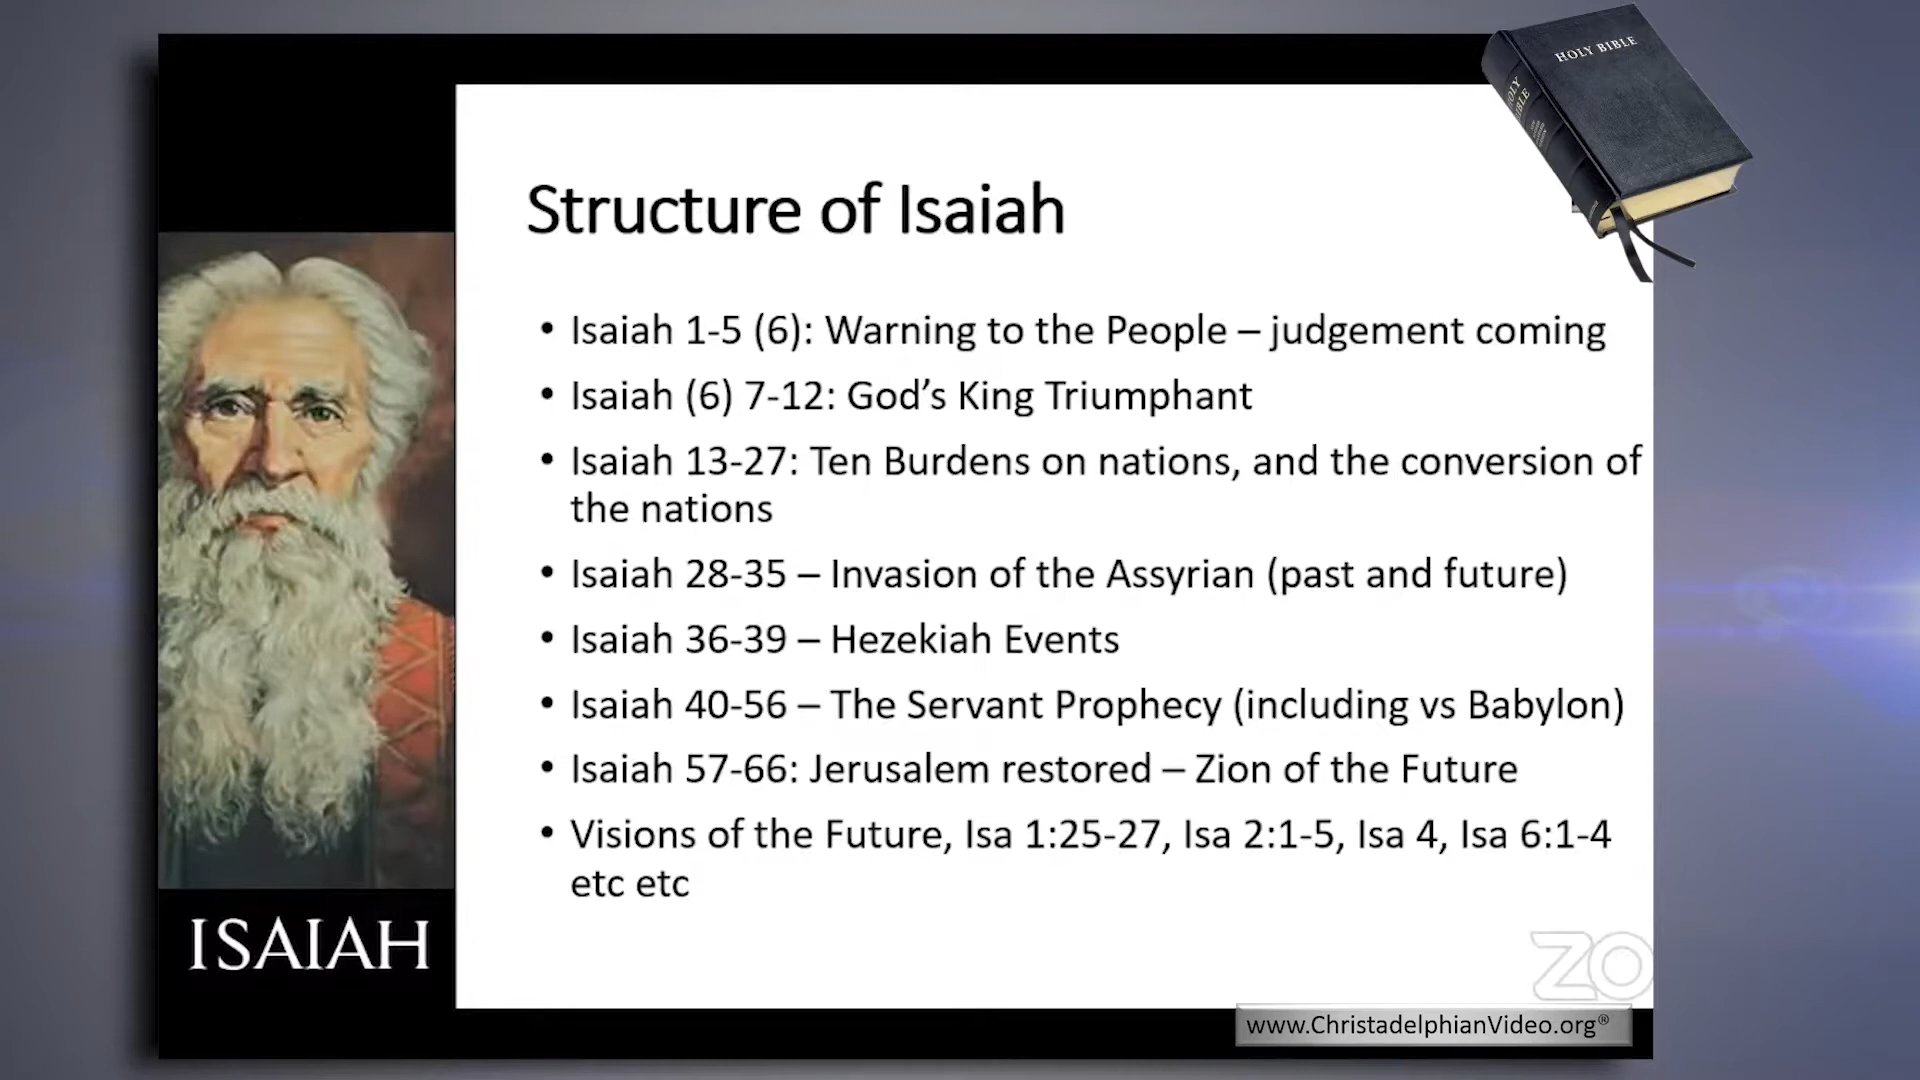 HOLY BIBLE
Structure of Isaiah
• Isaiah 1-5 (6): Warning to the People – judgement coming
• Isaiah (6) 7-12: God’s King Triumphant
• Isaiah 13-27: Ten Burdens on nations, and the conversion of
the nations
• Isaiah 28-35 – Invasion of the Assyrian (past and future)
• Isaiah 36-39 – Hezekiah Events
• Isaiah 40-56 – The Servant Prophecy (including vs Babylon)
• Isaiah 57-66: Jerusalem restored – Zion of the Future
• Visions of the Future, Isa 1:25-27, Isa 2:1-5, Isa 4, Isa 6:1-4
etc etc
ISAIAH
ZO
www.ChristadelphianVideo.org®